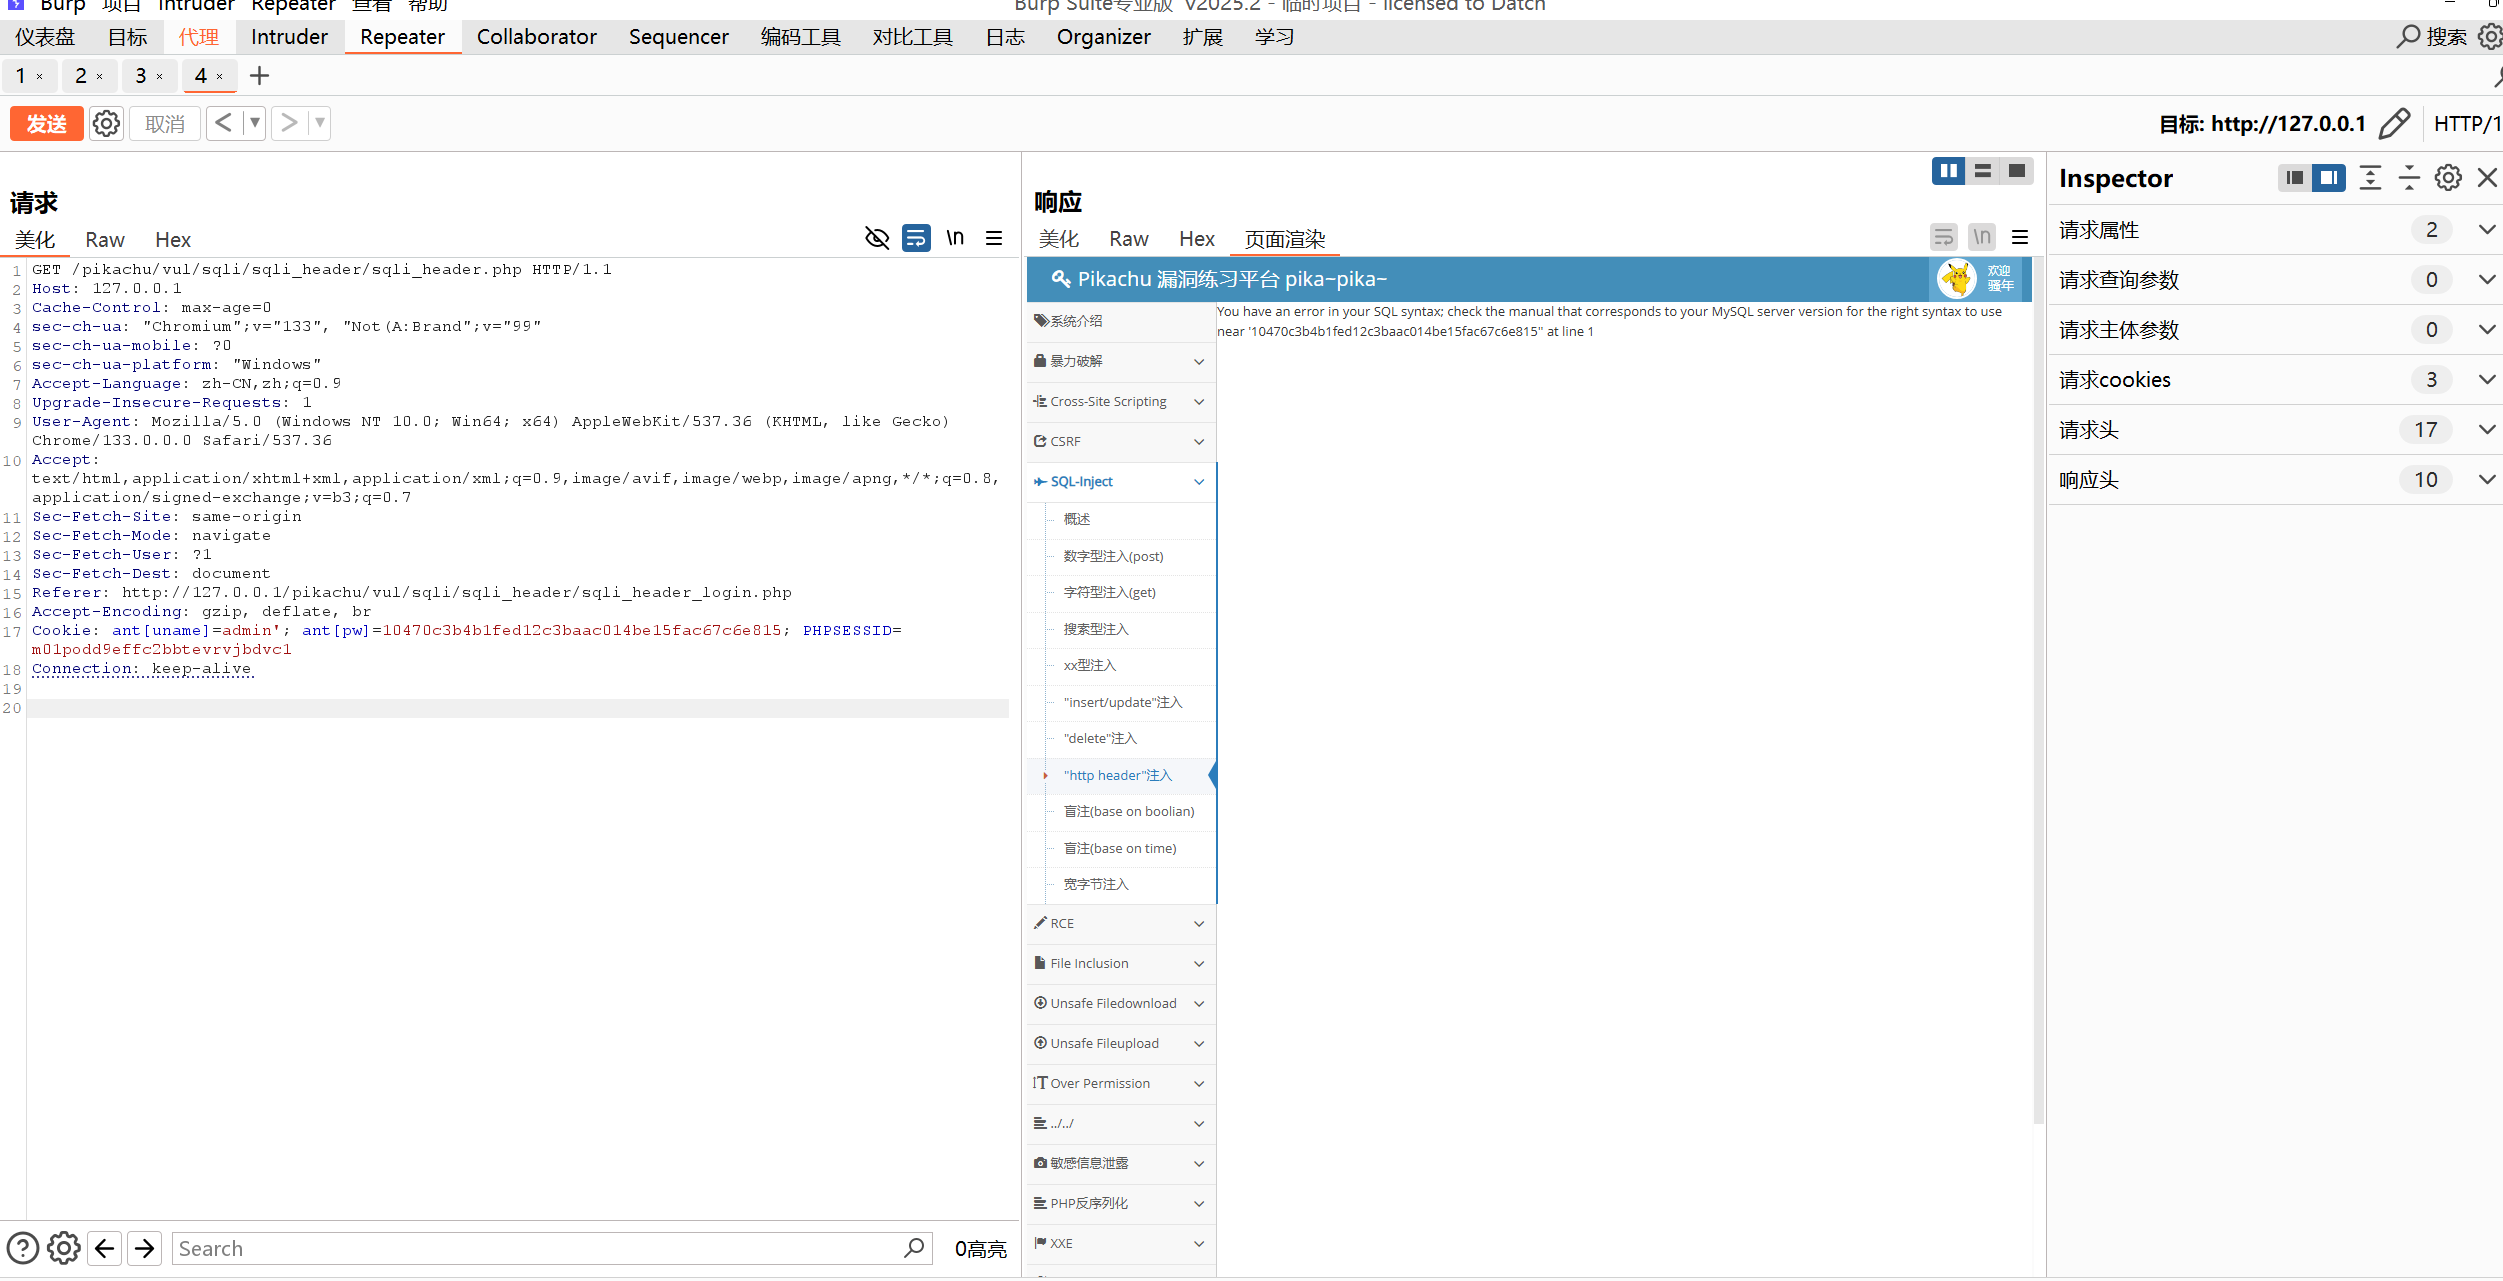 Burp 项目 Intruder Repeater 查看 帮助
Burp Suite专业版 v2025.2 - 临时项目 - licensed to Datch
仪表盘 目标 代理 Intruder Repeater Collaborator Sequencer 编码工具 对比工具 日志 Organizer 扩展 学习
搜索
1 × 2 × 3 × 4 × +
发送 取消 < >
目标: http://127.0.0.1 HTTP/1
请求
美化 Raw Hex
\n
1 GET /pikachu/vul/sqli/sqli_header/sqli_header.php HTTP/1.1
2 Host: 127.0.0.1
3 Cache-Control: max-age=0
4 sec-ch-ua: "Chromium";v="133", "Not(A:Brand";v="99"
5 sec-ch-ua-mobile: ?0
6 sec-ch-ua-platform: "Windows"
7 Accept-Language: zh-CN,zh;q=0.9
8 Upgrade-Insecure-Requests: 1
9 User-Agent: Mozilla/5.0 (Windows NT 10.0; Win64; x64) AppleWebKit/537.36 (KHTML, like Gecko)
Chrome/133.0.0.0 Safari/537.36
10 Accept:
text/html,application/xhtml+xml,application/xml;q=0.9,image/avif,image/webp,image/apng,*/*;q=0.8,
application/signed-exchange;v=b3;q=0.7
11 Sec-Fetch-Site: same-origin
12 Sec-Fetch-Mode: navigate
13 Sec-Fetch-User: ?1
14 Sec-Fetch-Dest: document
15 Referer: http://127.0.0.1/pikachu/vul/sqli/sqli_header/sqli_header_login.php
16 Accept-Encoding: gzip, deflate, br
17 Cookie: ant[uname]=admin'; ant[pw]=10470c3b4b1fed12c3baac014be15fac67c6e815; PHPSESSID=
m01podd9effc2bbtevrvjbdvc1
18 Connection: keep-alive
19
20
Search
0高亮
响应
美化 Raw Hex 页面渲染
\n
Pikachu 漏洞练习平台 pika~pika~
欢迎
骚年
You have an error in your SQL syntax; check the manual that corresponds to your MySQL server version for the right syntax to use
near '10470c3b4b1fed12c3baac014be15fac67c6e815'' at line 1
系统介绍
暴力破解
Cross-Site Scripting
CSRF
SQL-Inject
概述
数字型注入(post)
字符型注入(get)
搜索型注入
xx型注入
"insert/update"注入
"delete"注入
"http header"注入
盲注(base on boolian)
盲注(base on time)
宽字节注入
RCE
File Inclusion
Unsafe Filedownload
Unsafe Fileupload
Over Permission
../../
敏感信息泄露
PHP反序列化
XXE
Inspector
请求属性 2
请求查询参数 0
请求主体参数 0
请求cookies 3
请求头 17
响应头 10